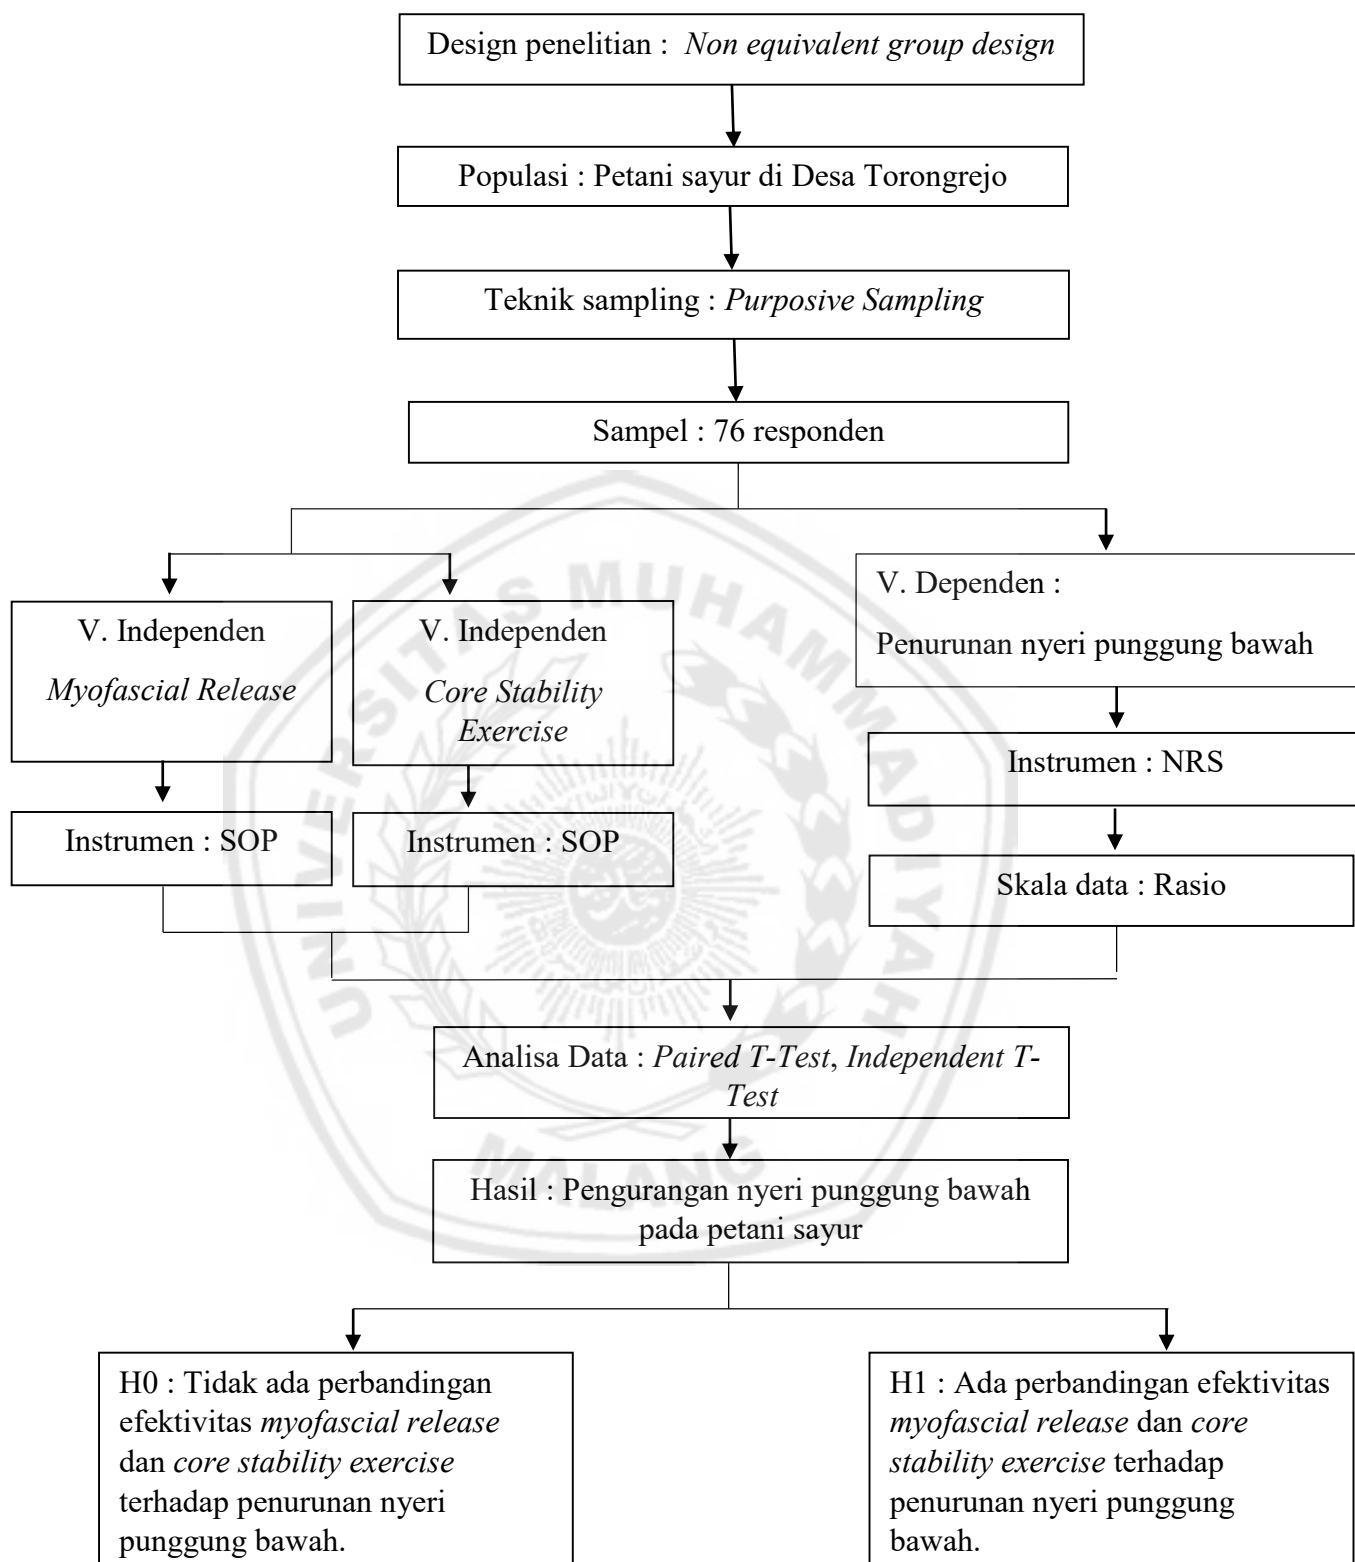 Design penelitian : Non equivalent group design
Populasi : Petani sayur di Desa Torongrejo
Teknik sampling : Purposive Sampling
Sampel : 76 responden
V. Independen
Myofascial Release
V. Independen
Core Stability
Exercise
V. Dependen :
Penurunan nyeri punggung bawah
Instrumen : SOP
Instrumen : SOP
Instrumen : NRS
Skala data : Rasio
Analisa Data : Paired T-Test, Independent T-
Test
Hasil : Pengurangan nyeri punggung bawah
pada petani sayur
H0 : Tidak ada perbandingan
efektivitas myofascial release
dan core stability exercise
terhadap penurunan nyeri
punggung bawah.
H1 : Ada perbandingan efektivitas
myofascial release dan core
stability exercise terhadap
penurunan nyeri punggung
bawah.
UNIVERSITAS MUHAMMADIYAH
MALANG